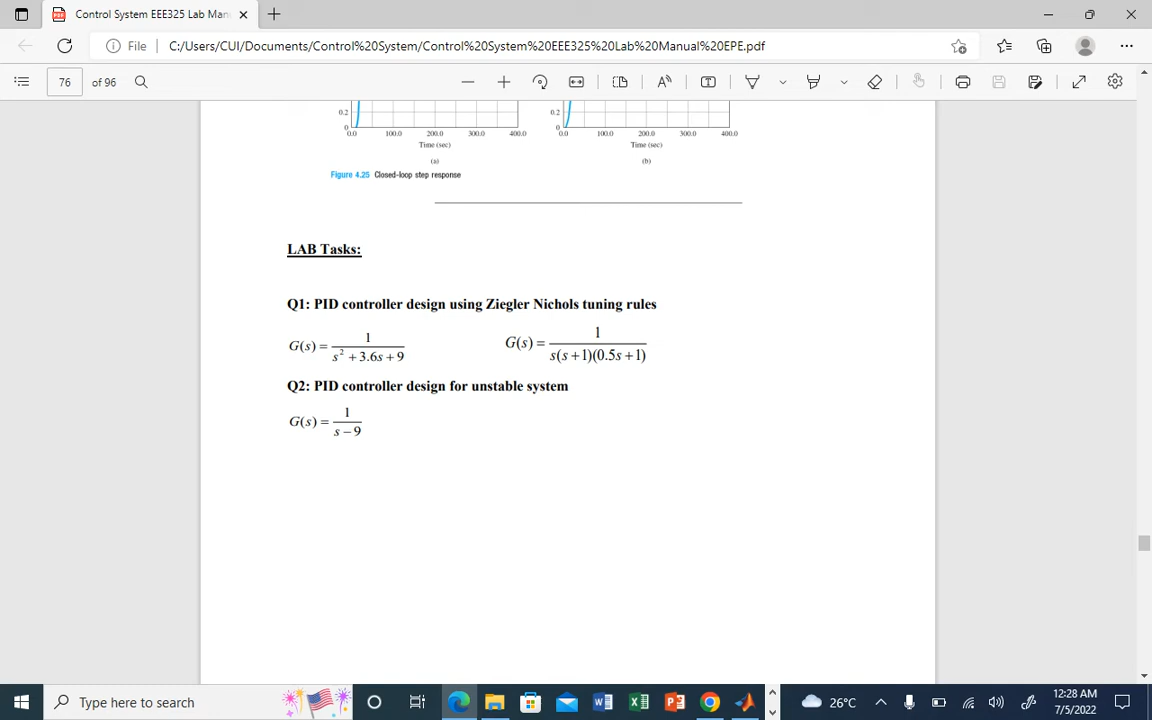 Control System EEE325 Lab Man
File C:/Users/CUI/Documents/Control%20System/Control%20System%20EEE325%20Lab%20Manual%20EPE.pdf
76 of 96
0.2 0.2
0 0
0.0 100.0 200.0 300.0 400.0 0.0 100.0 200.0 300.0 400.0
Time (sec) Time (sec)
(a) (b)
Figure 4.25 Closed-loop step response
LAB Tasks:
Q1: PID controller design using Ziegler Nichols tuning rules
G(s) = 1 / (s² + 3.6s + 9) G(s) = 1 / (s(s+1)(0.5s+1))
Q2: PID controller design for unstable system
G(s) = 1 / (s − 9)
Type here to search
26°C
12:28 AM
7/5/2022